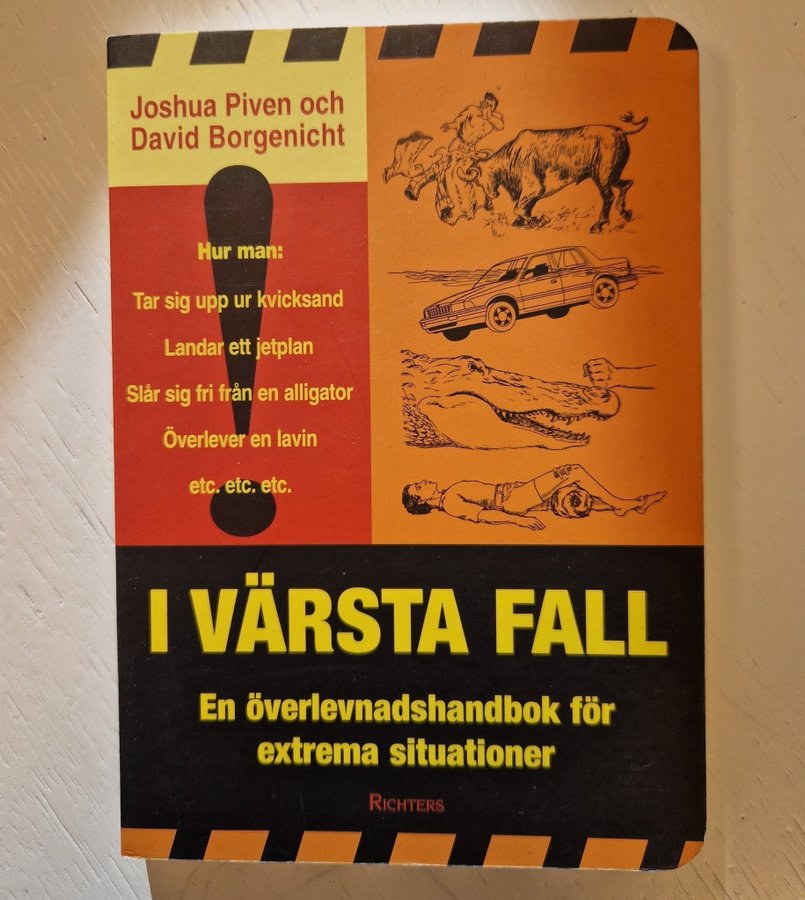 Joshua Piven och
David Borgenicht
Hur man:
Tar sig upp ur kvicksand
Landar ett jetplan
Slår sig fri från en alligator
Överlever en lavin
etc. etc. etc.
I VÄRSTA FALL
En överlevnadshandbok för
extrema situationer
RICHTERS